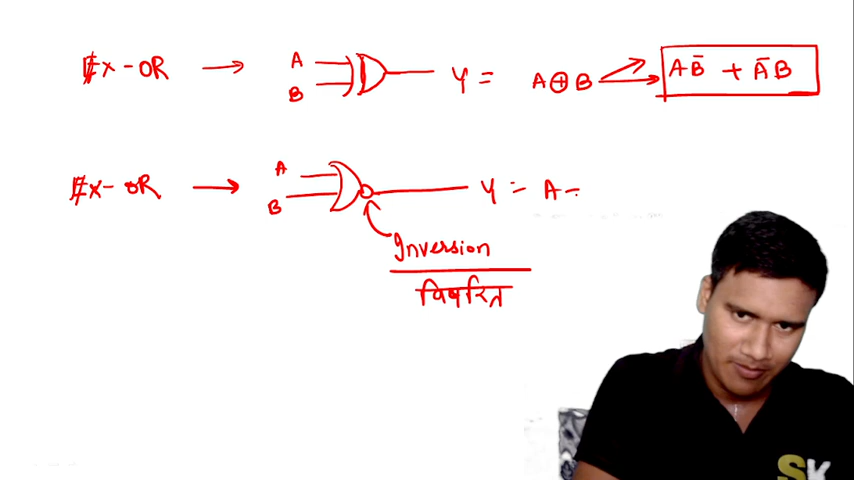 Ex-OR → A B Y = A⊕B AB̄ + ĀB
Ex-OR → A B Y = A -
Inversion
विपरित
SK